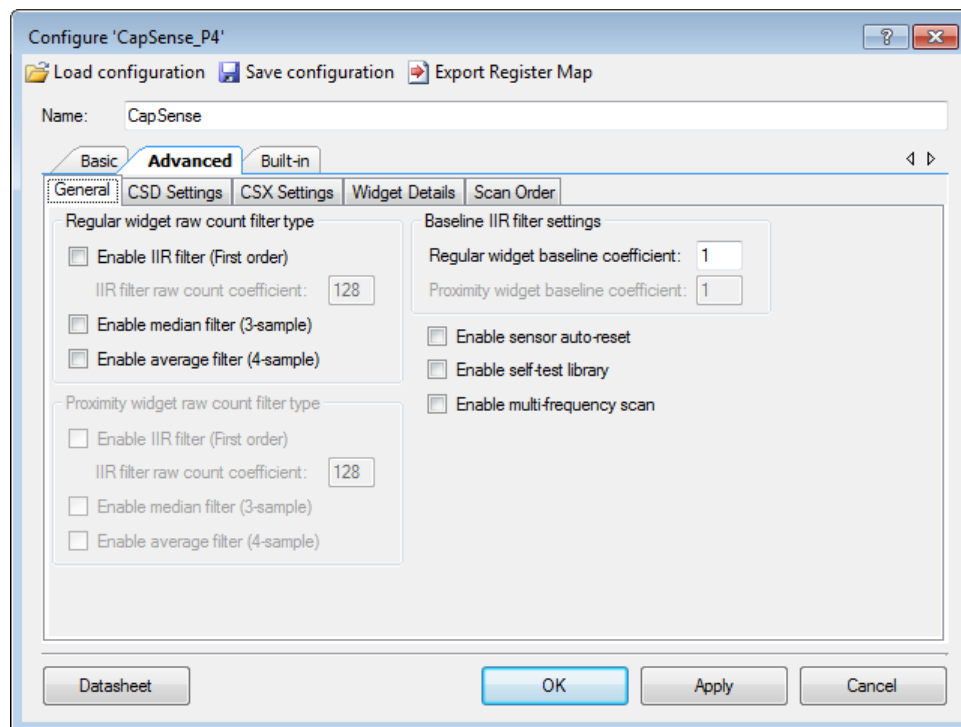 Configure 'CapSense_P4'
?
Load configuration Save configuration Export Register Map
Name: CapSense
Basic Advanced Built-in
General CSD Settings CSX Settings Widget Details Scan Order
Regular widget raw count filter type
Enable IIR filter (First order)
IIR filter raw count coefficient: 128
Enable median filter (3-sample)
Enable average filter (4-sample)
Proximity widget raw count filter type
Enable IIR filter (First order)
IIR filter raw count coefficient: 128
Enable median filter (3-sample)
Enable average filter (4-sample)
Baseline IIR filter settings
Regular widget baseline coefficient: 1
Proximity widget baseline coefficient: 1
Enable sensor auto-reset
Enable self-test library
Enable multi-frequency scan
Datasheet OK Apply Cancel